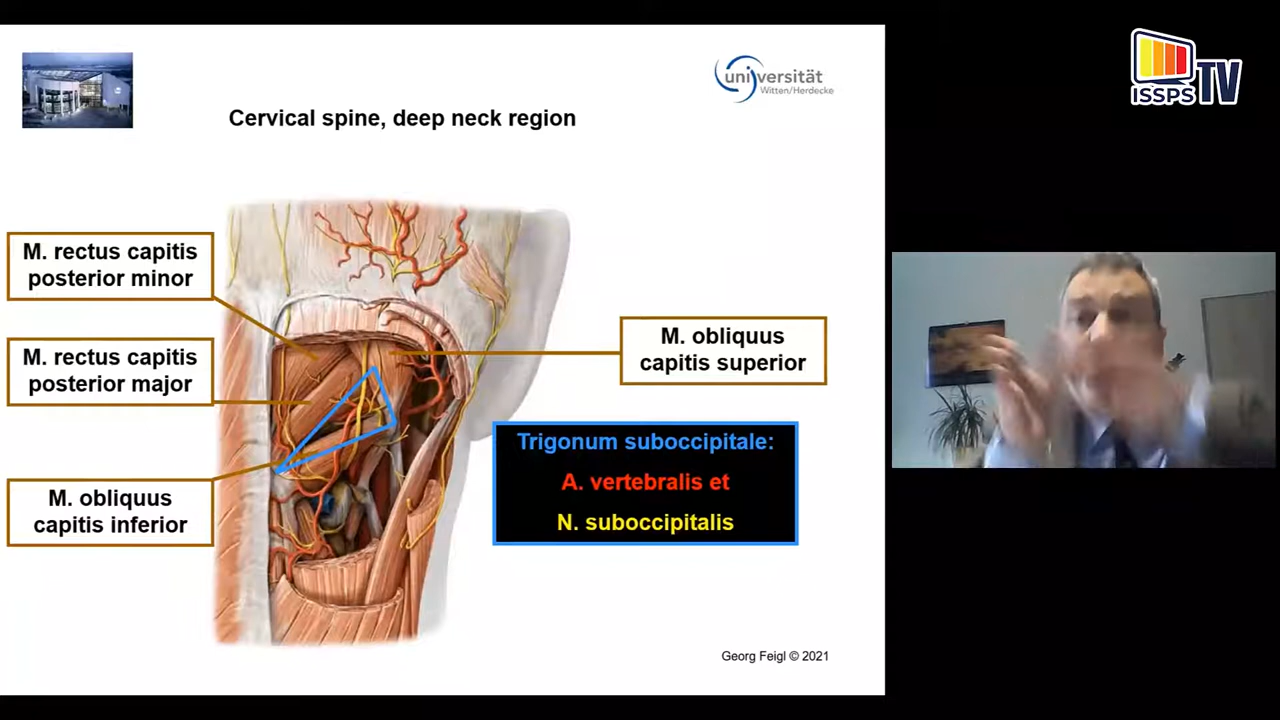 universität
Witten/Herdecke
ISSPS TV
Cervical spine, deep neck region
M. rectus capitis
posterior minor
M. rectus capitis
posterior major
M. obliquus
capitis inferior
M. obliquus
capitis superior
Trigonum suboccipitale:
A. vertebralis et
N. suboccipitalis
Georg Feigl © 2021